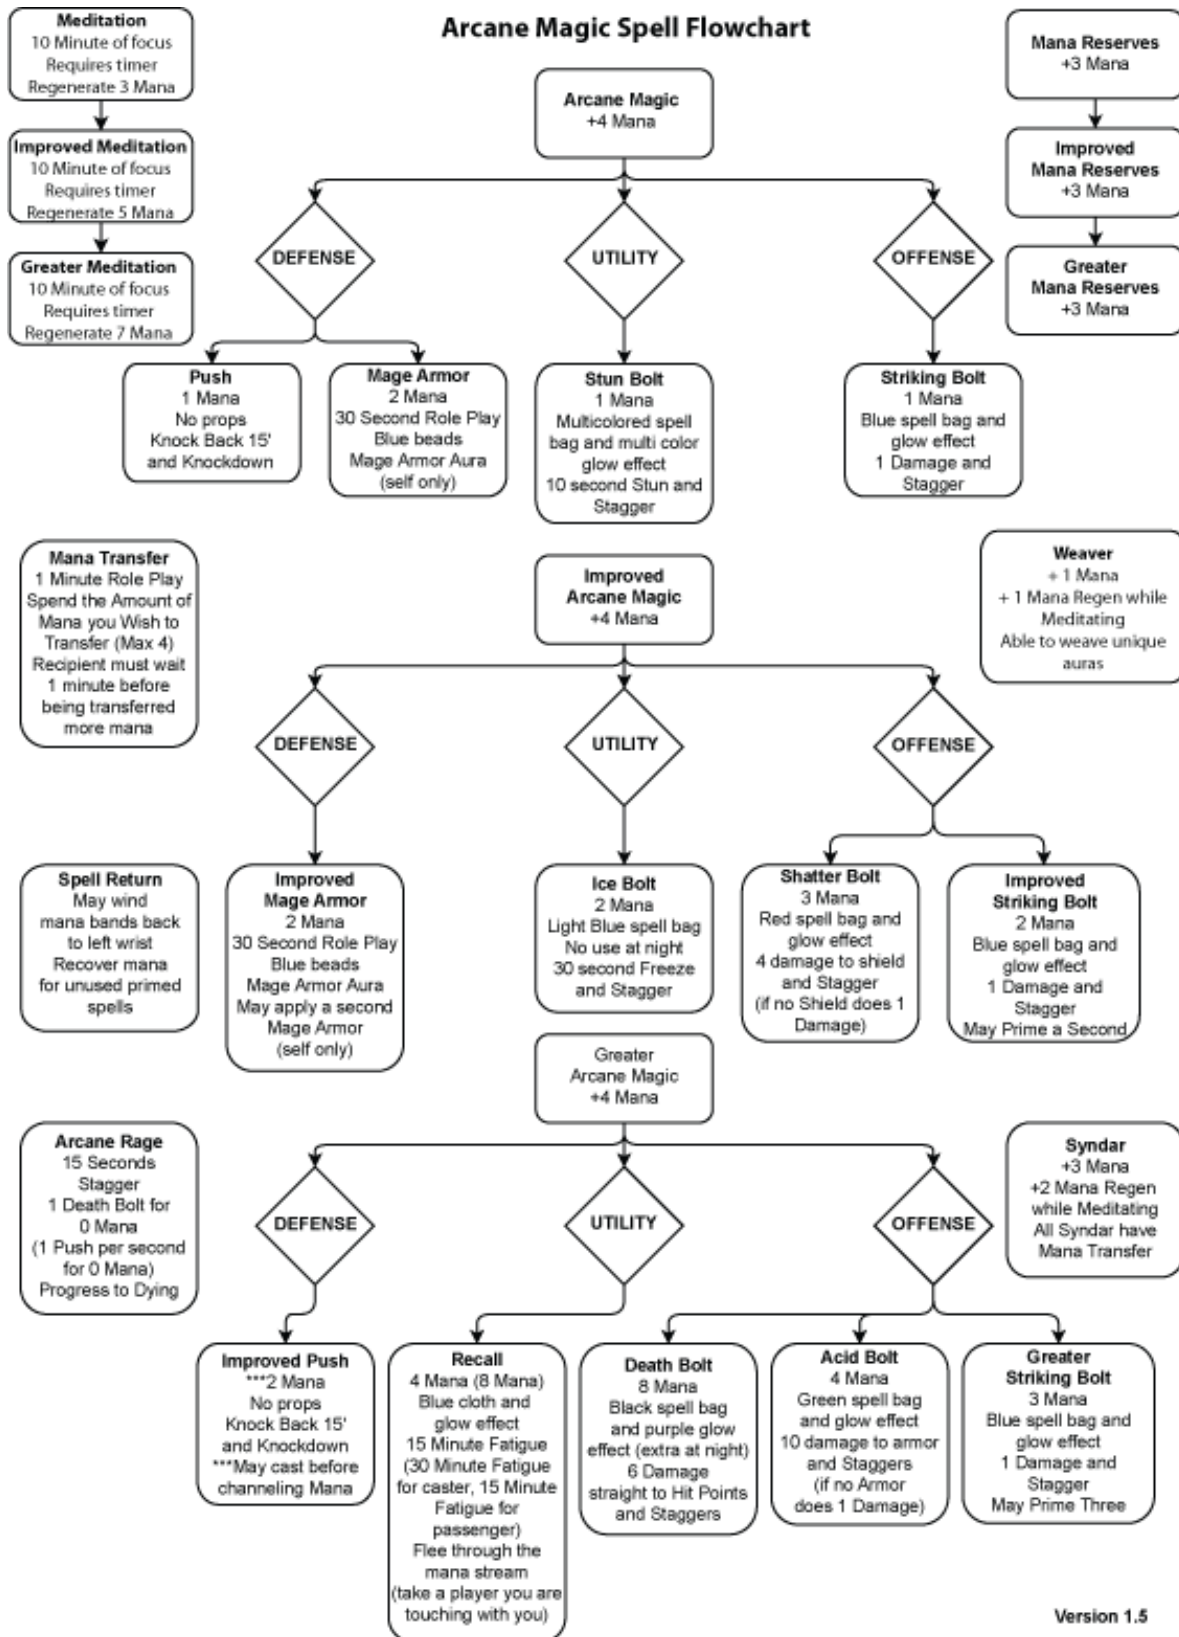 Arcane Magic Spell Flowchart
Meditation
10 Minute of focus
Requires timer
Regenerate 3 Mana
Improved Meditation
10 Minute of focus
Requires timer
Regenerate 5 Mana
Greater Meditation
10 Minute of focus
Requires timer
Regenerate 7 Mana
Arcane Magic
+4 Mana
Mana Reserves
+3 Mana
Improved
Mana Reserves
+3 Mana
Greater
Mana Reserves
+3 Mana
DEFENSE
UTILITY
OFFENSE
Push
1 Mana
No props
Knock Back 15'
and Knockdown
Mage Armor
2 Mana
30 Second Role Play
Blue beads
Mage Armor Aura
(self only)
Stun Bolt
1 Mana
Multicolored spell
bag and multi color
glow effect
10 second Stun and
Stagger
Striking Bolt
1 Mana
Blue spell bag and
glow effect
1 Damage and
Stagger
Mana Transfer
1 Minute Role Play
Spend the Amount of
Mana you Wish to
Transfer (Max 4)
Recipient must wait
1 minute before
being transferred
more mana
Improved
Arcane Magic
+4 Mana
Weaver
+ 1 Mana
+ 1 Mana Regen while
Meditating
Able to weave unique
auras
DEFENSE
UTILITY
OFFENSE
Spell Return
May wind
mana bands back
to left wrist
Recover mana
for unused primed
spells
Improved
Mage Armor
2 Mana
30 Second Role Play
Blue beads
Mage Armor Aura
May apply a second
Mage Armor
(self only)
Ice Bolt
2 Mana
Light Blue spell bag
No use at night
30 second Freeze
and Stagger
Shatter Bolt
3 Mana
Red spell bag and
glow effect
4 damage to shield
and Stagger
(if no Shield does 1
Damage)
Improved
Striking Bolt
2 Mana
Blue spell bag and
glow effect
1 Damage and
Stagger
May Prime a Second
Greater
Arcane Magic
+4 Mana
Arcane Rage
15 Seconds
Stagger
1 Death Bolt for
0 Mana
(1 Push per second
for 0 Mana)
Progress to Dying
DEFENSE
UTILITY
OFFENSE
Syndar
+3 Mana
+2 Mana Regen
while Meditating
All Syndar have
Mana Transfer
Improved Push
***2 Mana
No props
Knock Back 15'
and Knockdown
***May cast before
channeling Mana
Recall
4 Mana (8 Mana)
Blue cloth and
glow effect
15 Minute Fatigue
(30 Minute Fatigue
for caster, 15 Minute
Fatigue for
passenger)
Flee through the
mana stream
(take a player you are
touching with you)
Death Bolt
8 Mana
Black spell bag
and purple glow
effect (extra at night)
6 Damage
straight to Hit Points
and Staggers
Acid Bolt
4 Mana
Green spell bag
and glow effect
10 damage to armor
and Staggers
(if no Armor
does 1 Damage)
Greater
Striking Bolt
3 Mana
Blue spell bag and
glow effect
1 Damage and
Stagger
May Prime Three
Version 1.5